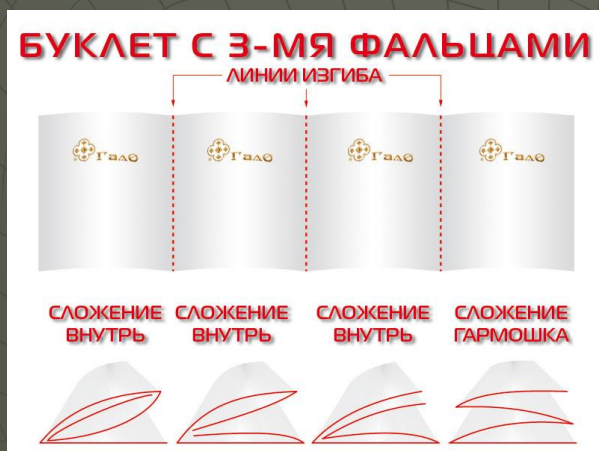 БУКЛЕТ С 3-МЯ ФАЛЬЦАМИ
ЛИНИИ ИЗГИБА
Гало Гало Гало Гало
СЛОЖЕНИЕ ВНУТРЬ
СЛОЖЕНИЕ ВНУТРЬ
СЛОЖЕНИЕ ВНУТРЬ
СЛОЖЕНИЕ ГАРМОШКА